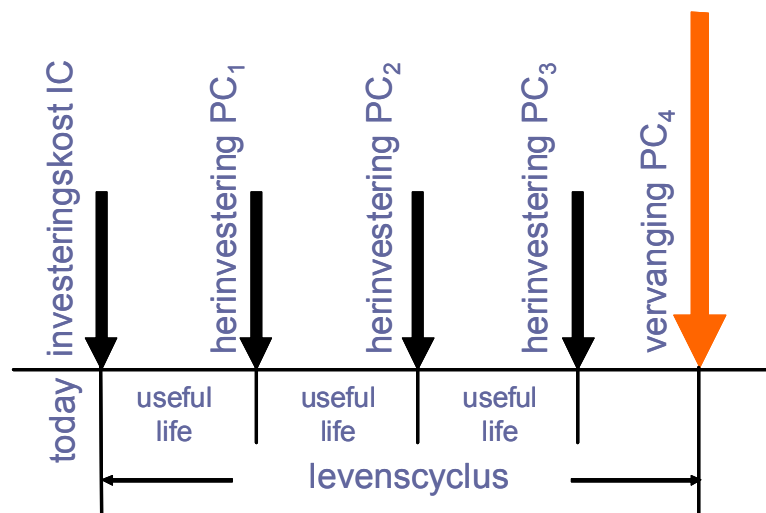 investeringskost IC
herinvestering PC₁
herinvestering PC₂
herinvestering PC₃
vervanging PC₄
today
useful
life
useful
life
useful
life
levenscyclus